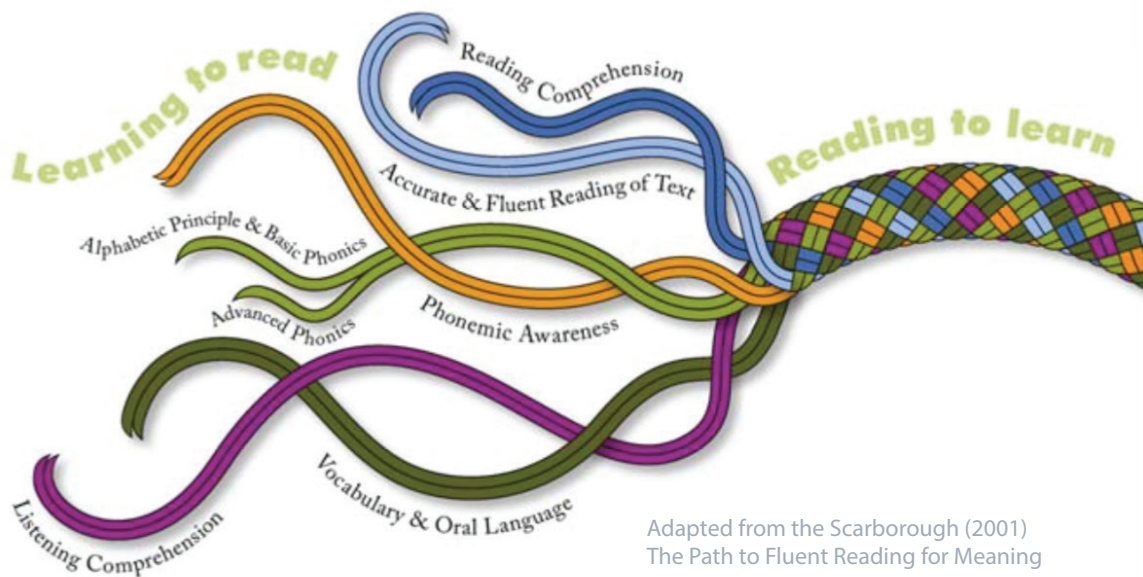 Learning to read
Reading Comprehension
Reading to learn
Accurate & Fluent Reading of Text
Alphabetic Principle & Basic Phonics
Advanced Phonics
Phonemic Awareness
Vocabulary & Oral Language
Listening Comprehension
Adapted from the Scarborough (2001)
The Path to Fluent Reading for Meaning